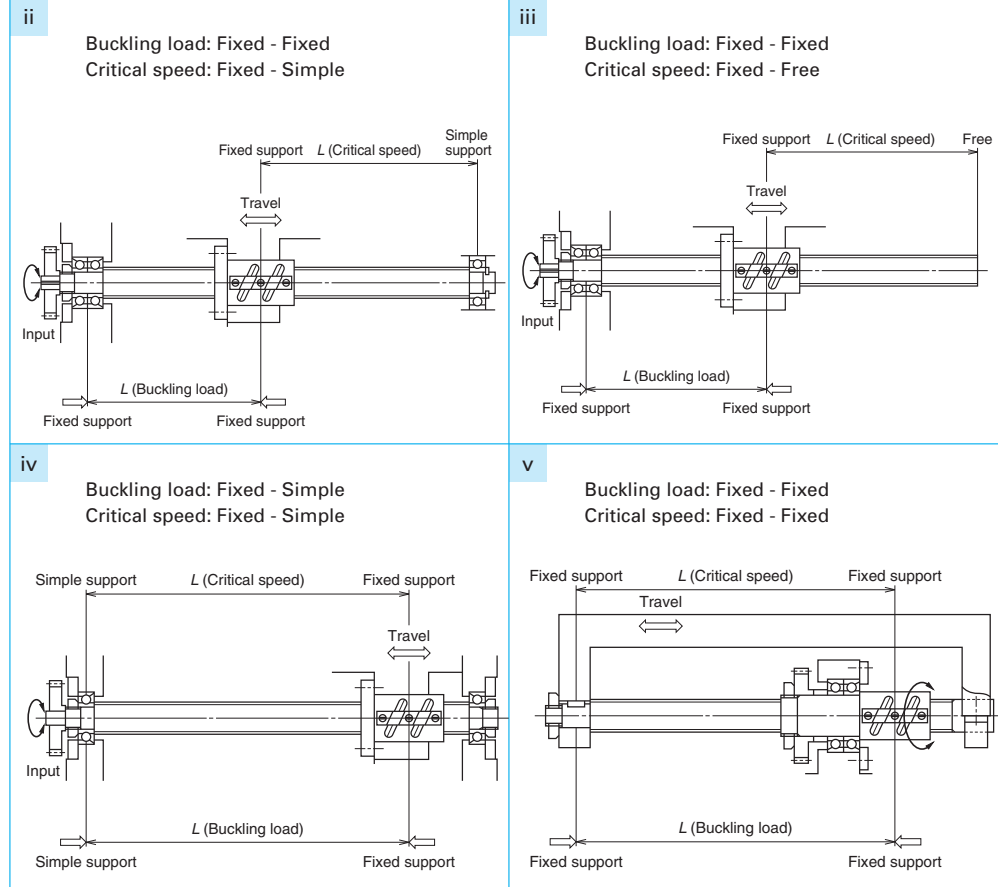 ii
Buckling load: Fixed - Fixed
Critical speed: Fixed - Simple
Simple
support
Fixed support
L (Critical speed)
Travel
Input
L (Buckling load)
Fixed support
Fixed support
iii
Buckling load: Fixed - Fixed
Critical speed: Fixed - Free
Fixed support
L (Critical speed)
Free
Travel
Input
L (Buckling load)
Fixed support
Fixed support
iv
Buckling load: Fixed - Simple
Critical speed: Fixed - Simple
Simple support
L (Critical speed)
Fixed support
Travel
Input
L (Buckling load)
Simple support
Fixed support
v
Buckling load: Fixed - Fixed
Critical speed: Fixed - Fixed
Fixed support
L (Critical speed)
Fixed support
Travel
L (Buckling load)
Fixed support
Fixed support